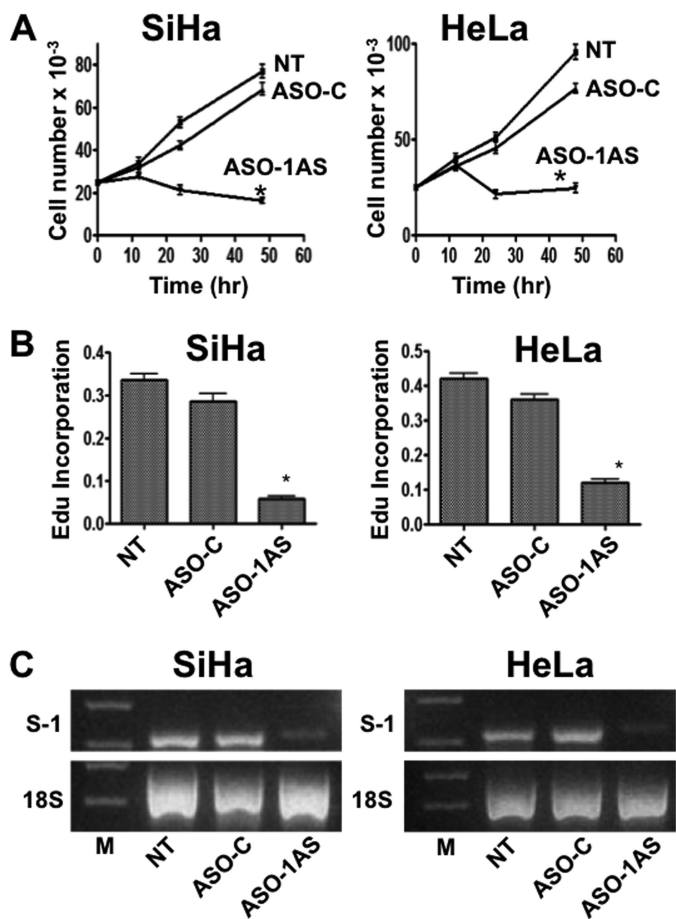 A
SiHa
HeLa
Cell number x 10-3
80
60
40
20
0
NT
ASO-C
ASO-1AS
*
0 10 20 30 40 50 60
Time (hr)
Cell number x 10-3
100
50
0
NT
ASO-C
ASO-1AS
*
0 10 20 30 40 50 60
Time (hr)
B
SiHa
HeLa
Edu Incorporation
0.4
0.3
0.1
0.0
*
NT
ASO-C
ASO-1AS
Edu Incorporation
0.5
0.4
0.3
0.2
0.1
0.0
*
NT
ASO-C
ASO-1AS
C
SiHa
HeLa
S-1
18S
M
NT
ASO-C
ASO-1AS
S-1
18S
M
NT
ASO-C
ASO-1AS